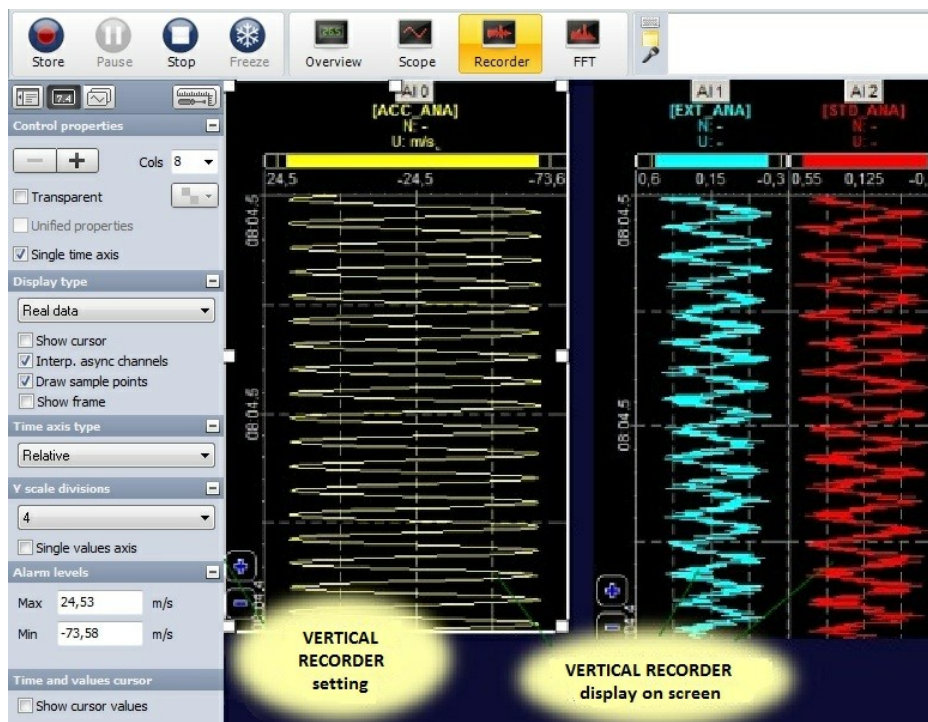 Store Pause Stop Freeze Overview Scope Recorder FFT
7.4
Control properties
Cols 8
Transparent
Unified properties
Single time axis
Display type
Real data
Show cursor
Interp. async channels
Draw sample points
Show frame
Time axis type
Relative
Y scale divisions
4
Single values axis
Alarm levels
Max 24,53 m/s
Min -73,58 m/s
Time and values cursor
Show cursor values
AI 0
[ACC_ANA]
N: -
U: m/s
24,5 -24,5 -73,6
08:04.5
08:04.5
AI 1
[EXT_ANA]
N: -
U: -
0,6 0,15 -0,3
08:04.5
08:04.5
AI 2
[STD_ANA]
N: -
U: -
0,55 0,125
VERTICAL
RECORDER
setting
VERTICAL RECORDER
display on screen